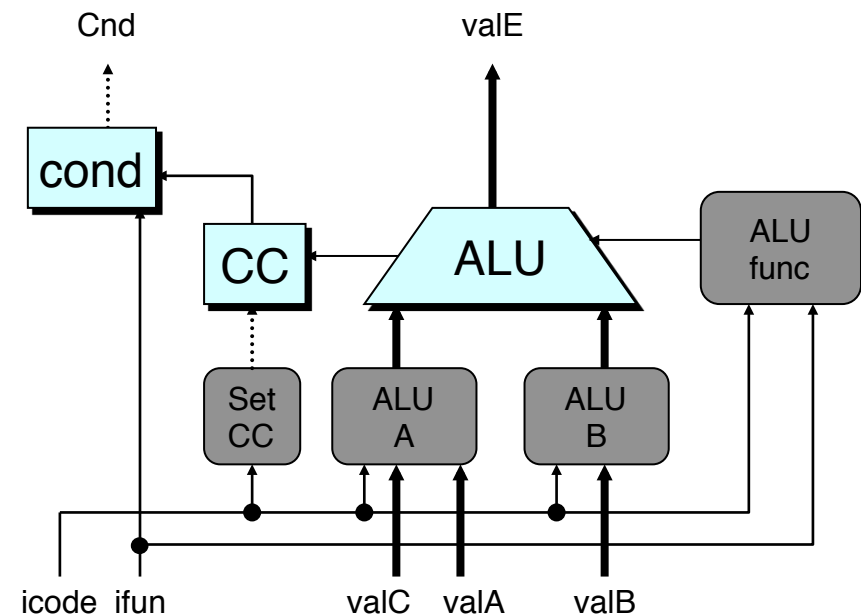 Cnd
valE
cond
CC
ALU
ALU
func
Set
CC
ALU
A
ALU
B
icode
ifun
valC
valA
valB